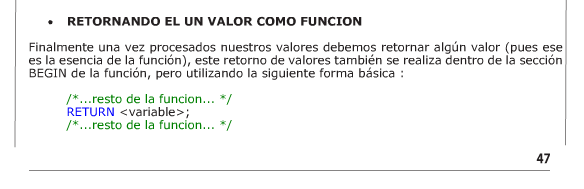 • RETORNANDO EL UN VALOR COMO FUNCION
Finalmente una vez procesados nuestros valores debemos retornar algún valor (pues ese
es la esencia de la función), este retorno de valores también se realiza dentro de la sección
BEGIN de la función, pero utilizando la siguiente forma básica :
/*...resto de la funcion... */
RETURN <variable>;
/*...resto de la funcion... */
47